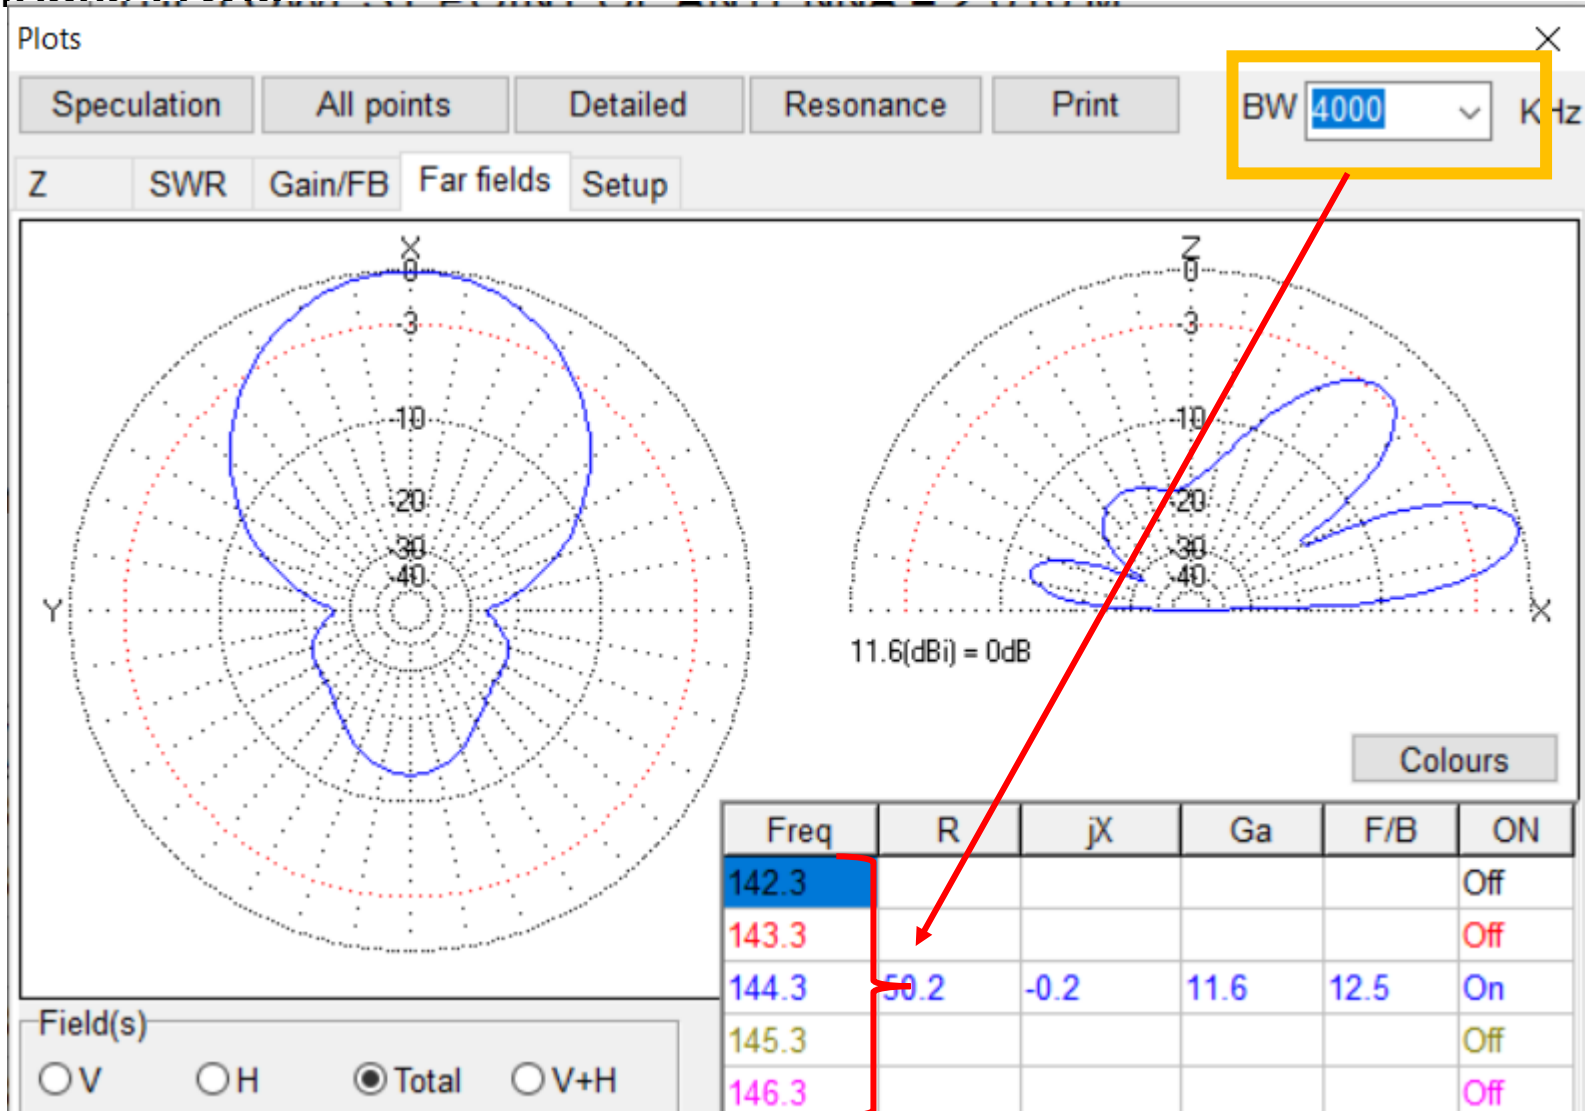 Plots
Speculation All points Detailed Resonance Print BW 4000 KHz
Z SWR Gain/FB Far fields Setup
X
0
-3
-10
-20
-30
-40
Y
Z
0
-3
-10
-20
-30
-40
X
11.6(dBi) = 0dB
Colours
Freq R jX Ga F/B ON
142.3 Off
143.3 Off
144.3 50.2 -0.2 11.6 12.5 On
145.3 Off
146.3 Off
Field(s)
V H Total V+H